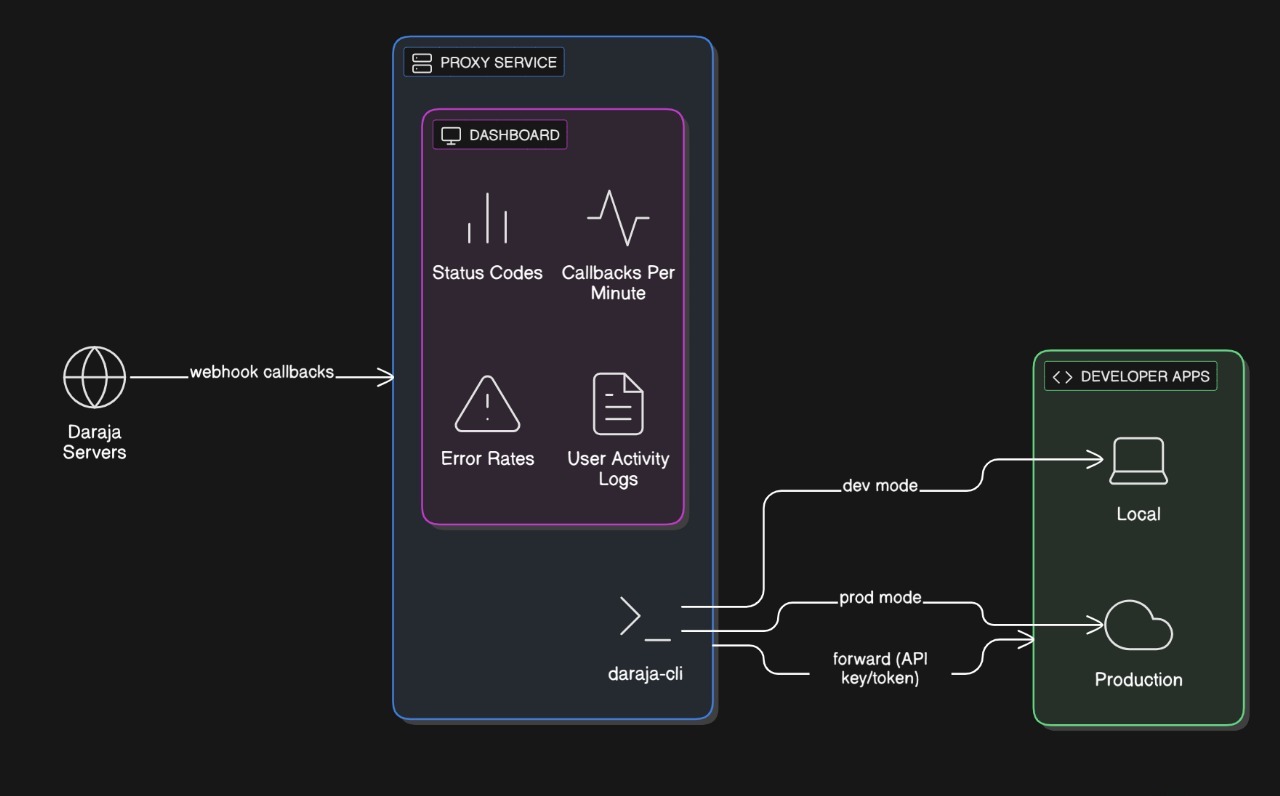 PROXY SERVICE
DASHBOARD
Status Codes
Callbacks Per
Minute
Error Rates
User Activity
Logs
webhook callbacks
Daraja
Servers
daraja-cli
dev mode
prod mode
forward (API
key/token)
DEVELOPER APPS
Local
Production